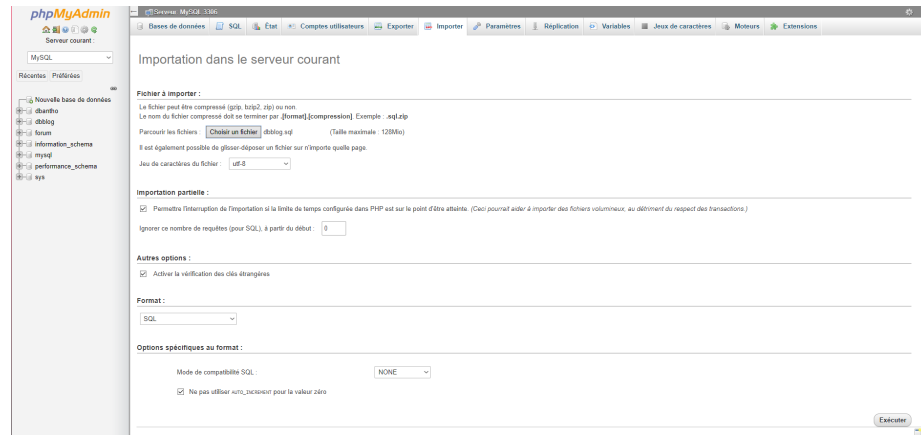 phpMyAdmin
Serveur courant :
MySQL
Récentes Préférées
Nouvelle base de données
dbantho
dbblog
forum
information_schema
mysql
performance_schema
sys
Serveur: MySQL:3306
Bases de données SQL État Comptes utilisateurs Exporter Importer Paramètres Réplication Variables Jeux de caractères Moteurs Extensions
Importation dans le serveur courant
Fichier à importer :
Le fichier peut être compressé (gzip, bzip2, zip) ou non.
Le nom du fichier compressé doit se terminer par .[format].[compression]. Exemple : .sql.zip
Parcourir les fichiers : Choisir un fichier dbblog.sql (Taille maximale : 128Mio)
Il est également possible de glisser-déposer un fichier sur n'importe quelle page.
Jeu de caractères du fichier : utf-8
Importation partielle :
Permettre l'interruption de l'importation si la limite de temps configurée dans PHP est sur le point d'être atteinte. (Ceci pourrait aider à importer des fichiers volumineux, au détriment du respect des transactions.)
Ignorer ce nombre de requêtes (pour SQL), à partir du début : 0
Autres options :
Activer la vérification des clés étrangères
Format :
SQL
Options spécifiques au format :
Mode de compatibilité SQL : NONE
Ne pas utiliser AUTO_INCREMENT pour la valeur zéro
Exécuter